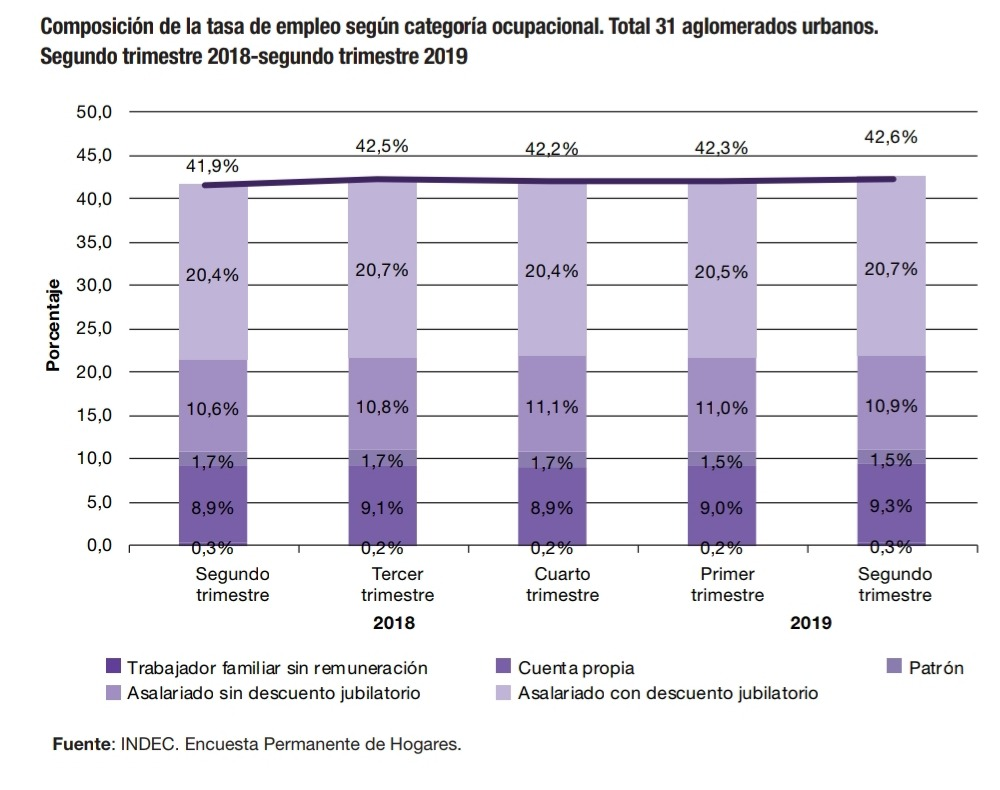 Composición de la tasa de empleo según categoría ocupacional. Total 31 aglomerados urbanos.
Segundo trimestre 2018-segundo trimestre 2019
Porcentaje
50,0
45,0
40,0
35,0
30,0
25,0
20,0
15,0
10,0
5,0
0,0
41,9% 42,5% 42,2% 42,3% 42,6%
20,4% 20,7% 20,4% 20,5% 20,7%
10,6% 10,8% 11,1% 11,0% 10,9%
1,7% 1,7% 1,7% 1,5% 1,5%
8,9% 9,1% 8,9% 9,0% 9,3%
0,3% 0,2% 0,2% 0,2% 0,3%
Segundo Tercer Cuarto Primer Segundo
trimestre trimestre trimestre trimestre trimestre
2018 2019
Trabajador familiar sin remuneración Cuenta propia Patrón
Asalariado sin descuento jubilatorio Asalariado con descuento jubilatorio
Fuente: INDEC. Encuesta Permanente de Hogares.